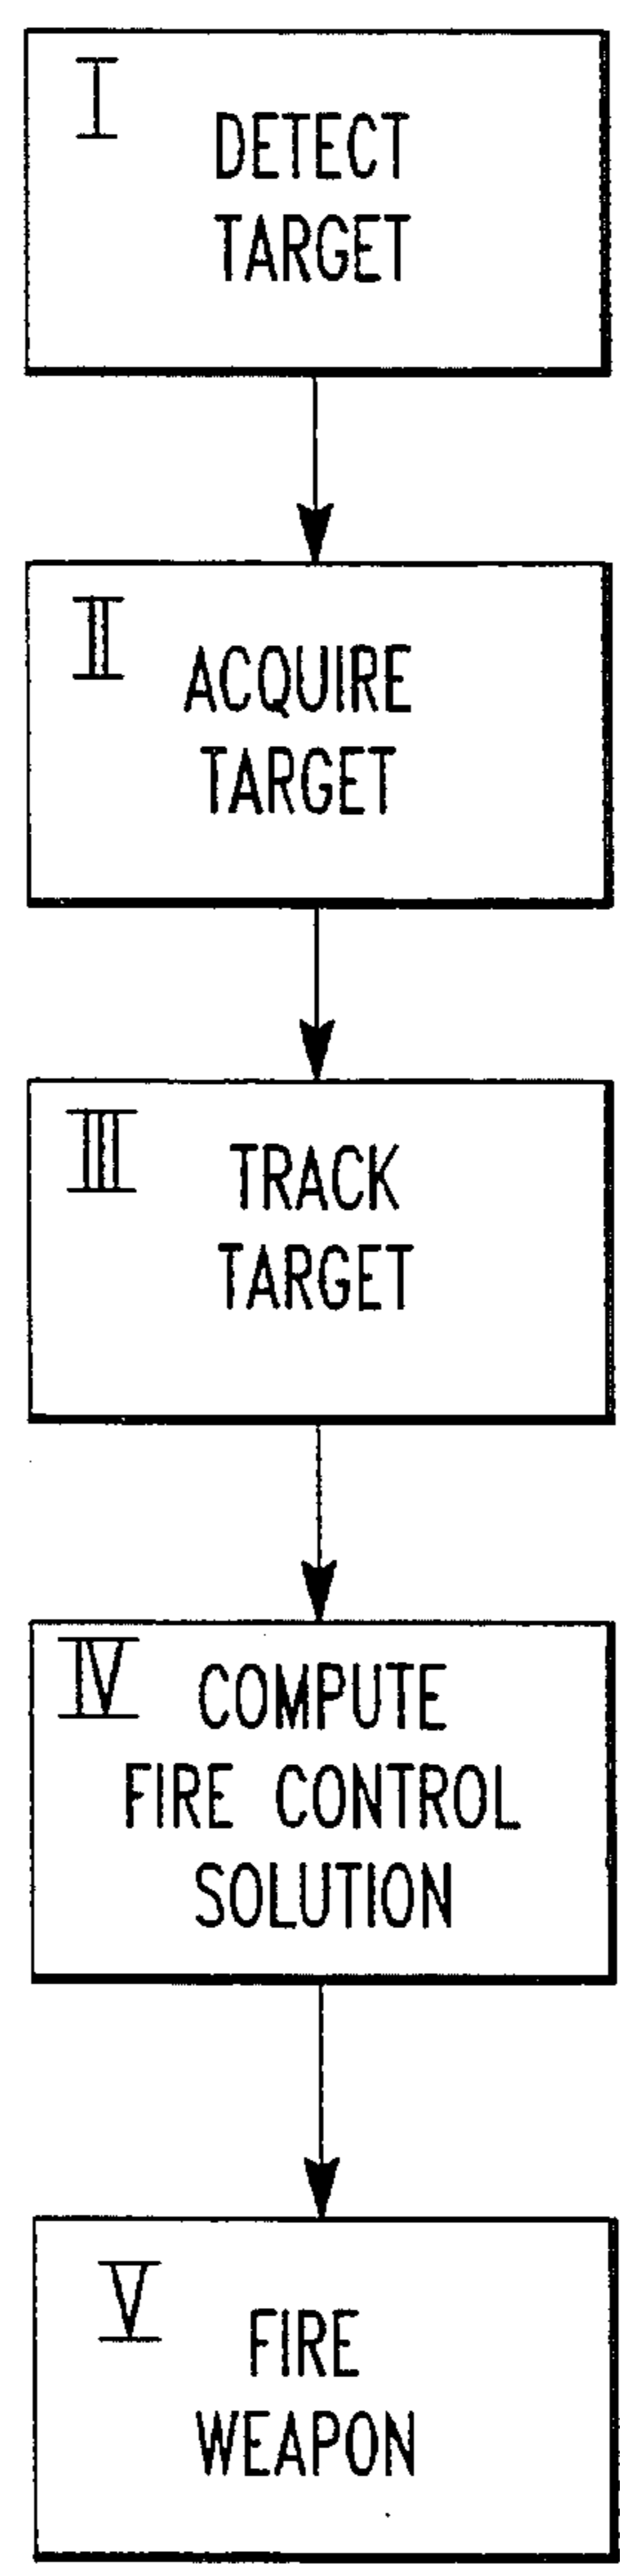 I
DETECT
TARGET
II
ACQUIRE
TARGET
III
TRACK
TARGET
IV
COMPUTE
FIRE CONTROL
SOLUTION
V
FIRE
WEAPON